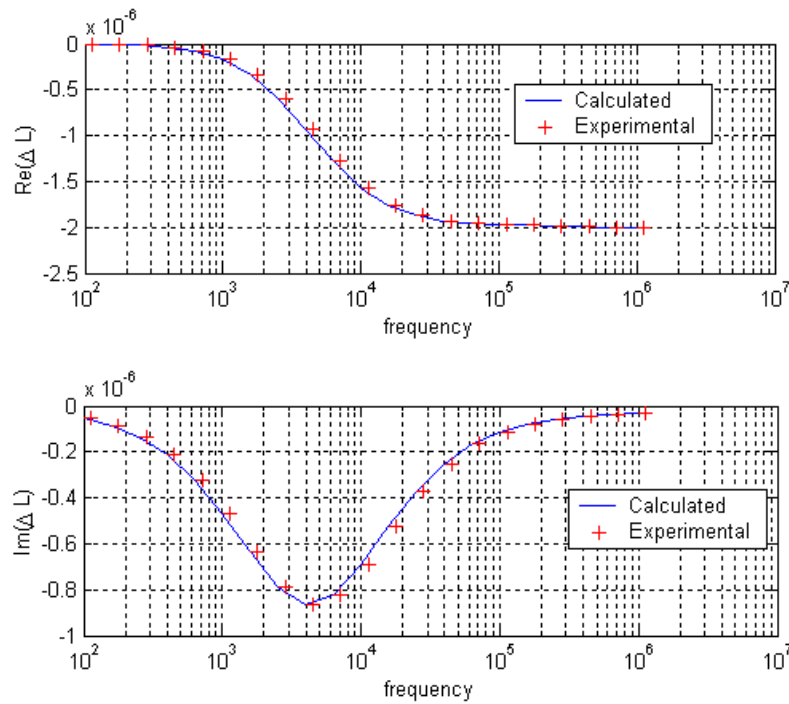 x 10^-6
0
-0.5
-1
-1.5
-2
-2.5
Re(Δ L)
10^2
10^3
10^4
10^5
10^6
10^7
frequency
Calculated
Experimental
x 10^-6
0
-0.2
-0.4
-0.6
-0.8
-1
Im(Δ L)
10^2
10^3
10^4
10^5
10^6
10^7
frequency
Calculated
Experimental